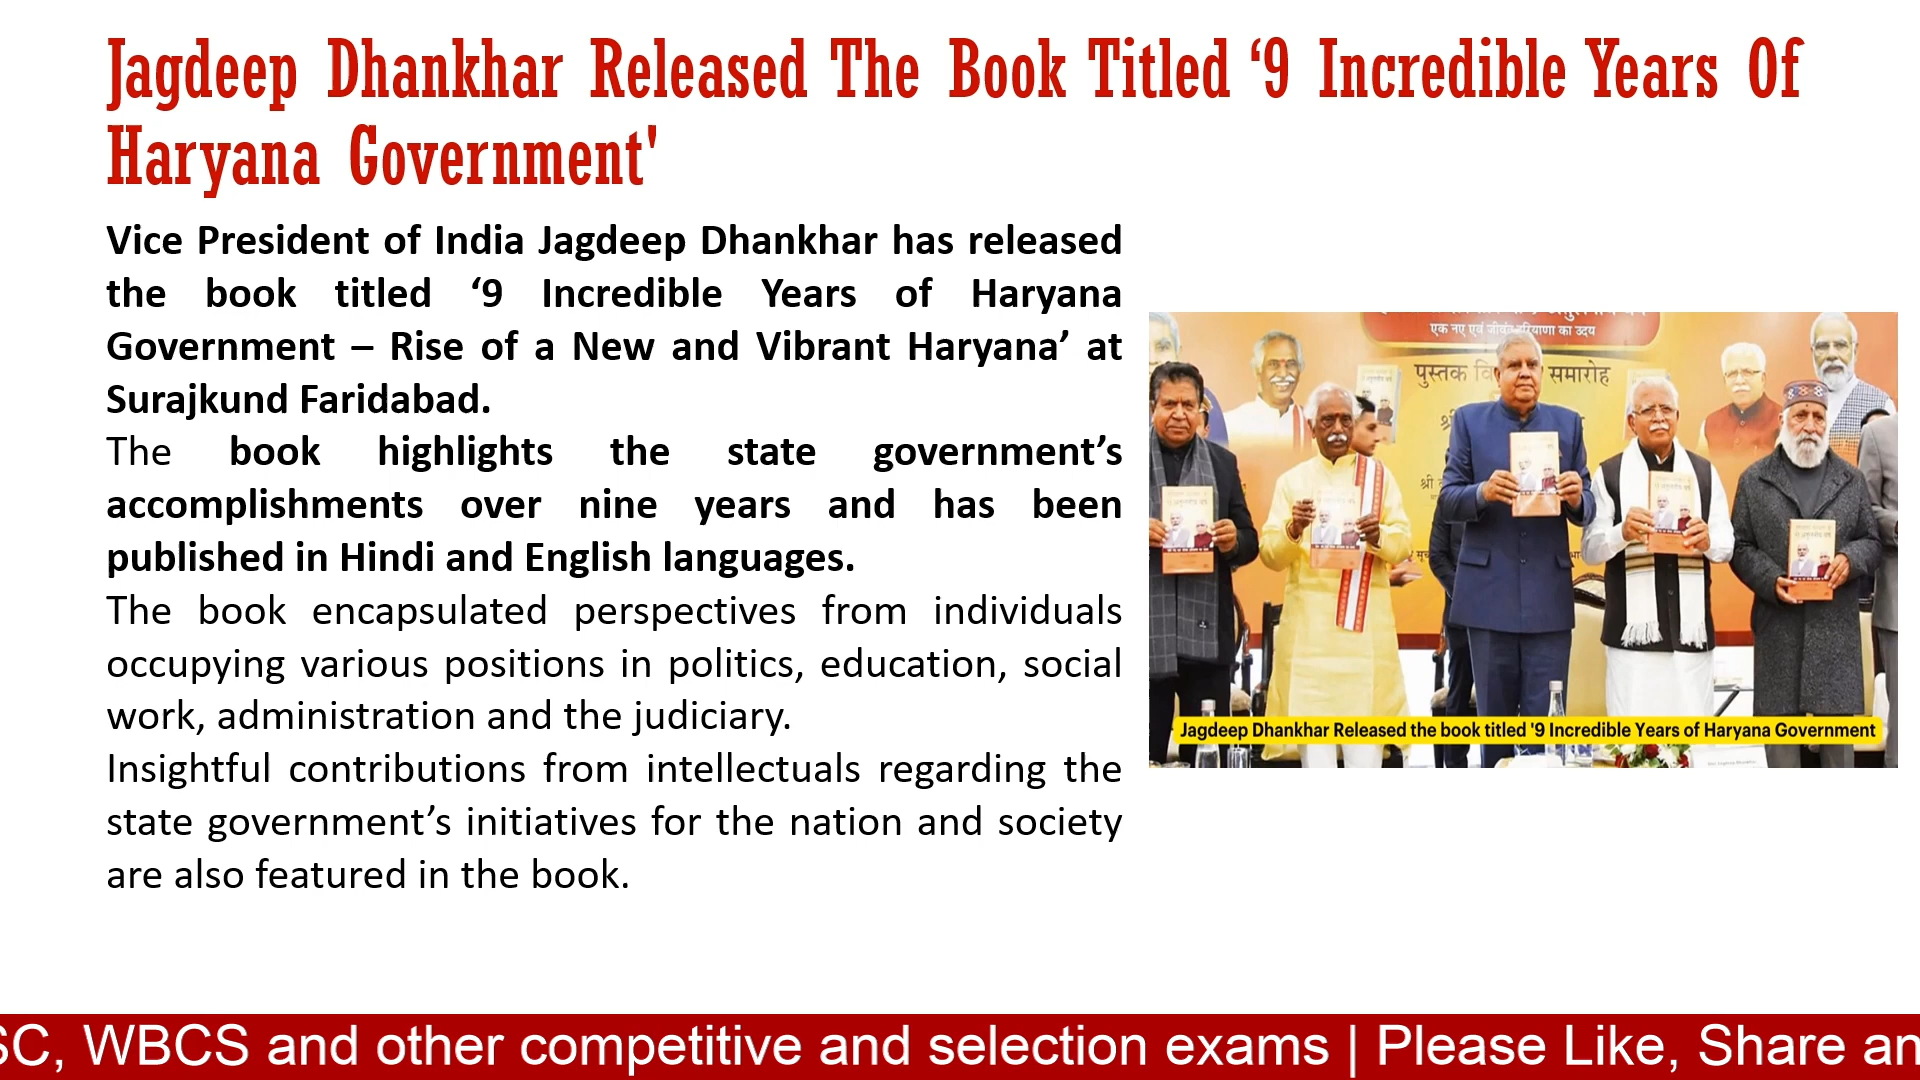 Jagdeep Dhankhar Released The Book Titled ‘9 Incredible Years Of
Haryana Government'
Vice President of India Jagdeep Dhankhar has released
the book titled ‘9 Incredible Years of Haryana
Government – Rise of a New and Vibrant Haryana’ at
Surajkund Faridabad.
The book highlights the state government’s
accomplishments over nine years and has been
published in Hindi and English languages.
The book encapsulated perspectives from individuals
occupying various positions in politics, education, social
work, administration and the judiciary.
Insightful contributions from intellectuals regarding the
state government’s initiatives for the nation and society
are also featured in the book.
एक नए एवं जीवंत हरियाणा का उदय
पुस्तक समारोह
Jagdeep Dhankhar Released the book titled '9 Incredible Years of Haryana Government
SC, WBCS and other competitive and selection exams | Please Like, Share an